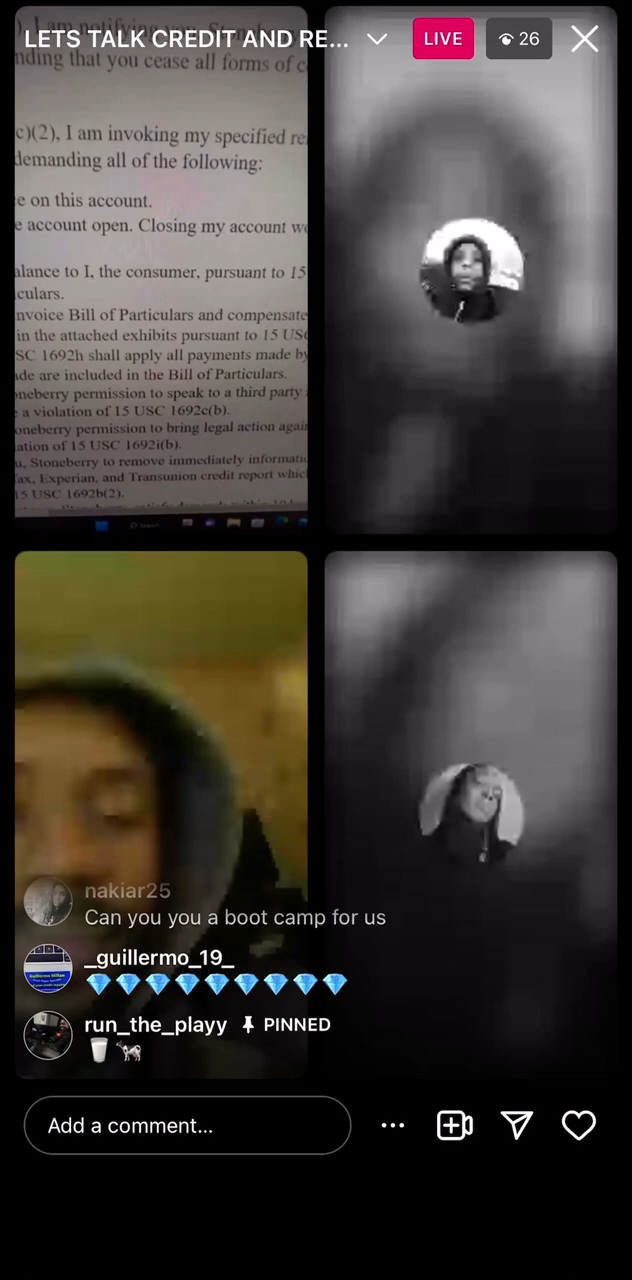 LETS TALK CREDIT AND RE...
LIVE
26
nding that you cease all forms of
c)(2), I am invoking my specified
demanding all of the following:
e on this account.
e account open. Closing my account
alance to I, the consumer, pursuant to 15
culars.
nvoice Bill of Particulars and compensate
in the attached exhibits pursuant to 15
SC 1692h shall apply all payments made by
de are included in the Bill of Particulars.
oneberry permission to speak to a third party
a violation of 15 USC 1692c(b).
oneberry permission to bring legal action
ation of 15 USC 1692i(b).
u, Stoneberry to remove immediately
ax, Experian, and Transunion credit report
15 USC 1692b(2).
nakiar25
Can you you a boot camp for us
_guillermo_19_
💎💎💎💎💎💎💎💎💎
run_the_playy PINNED
🥛🐄
Add a comment...